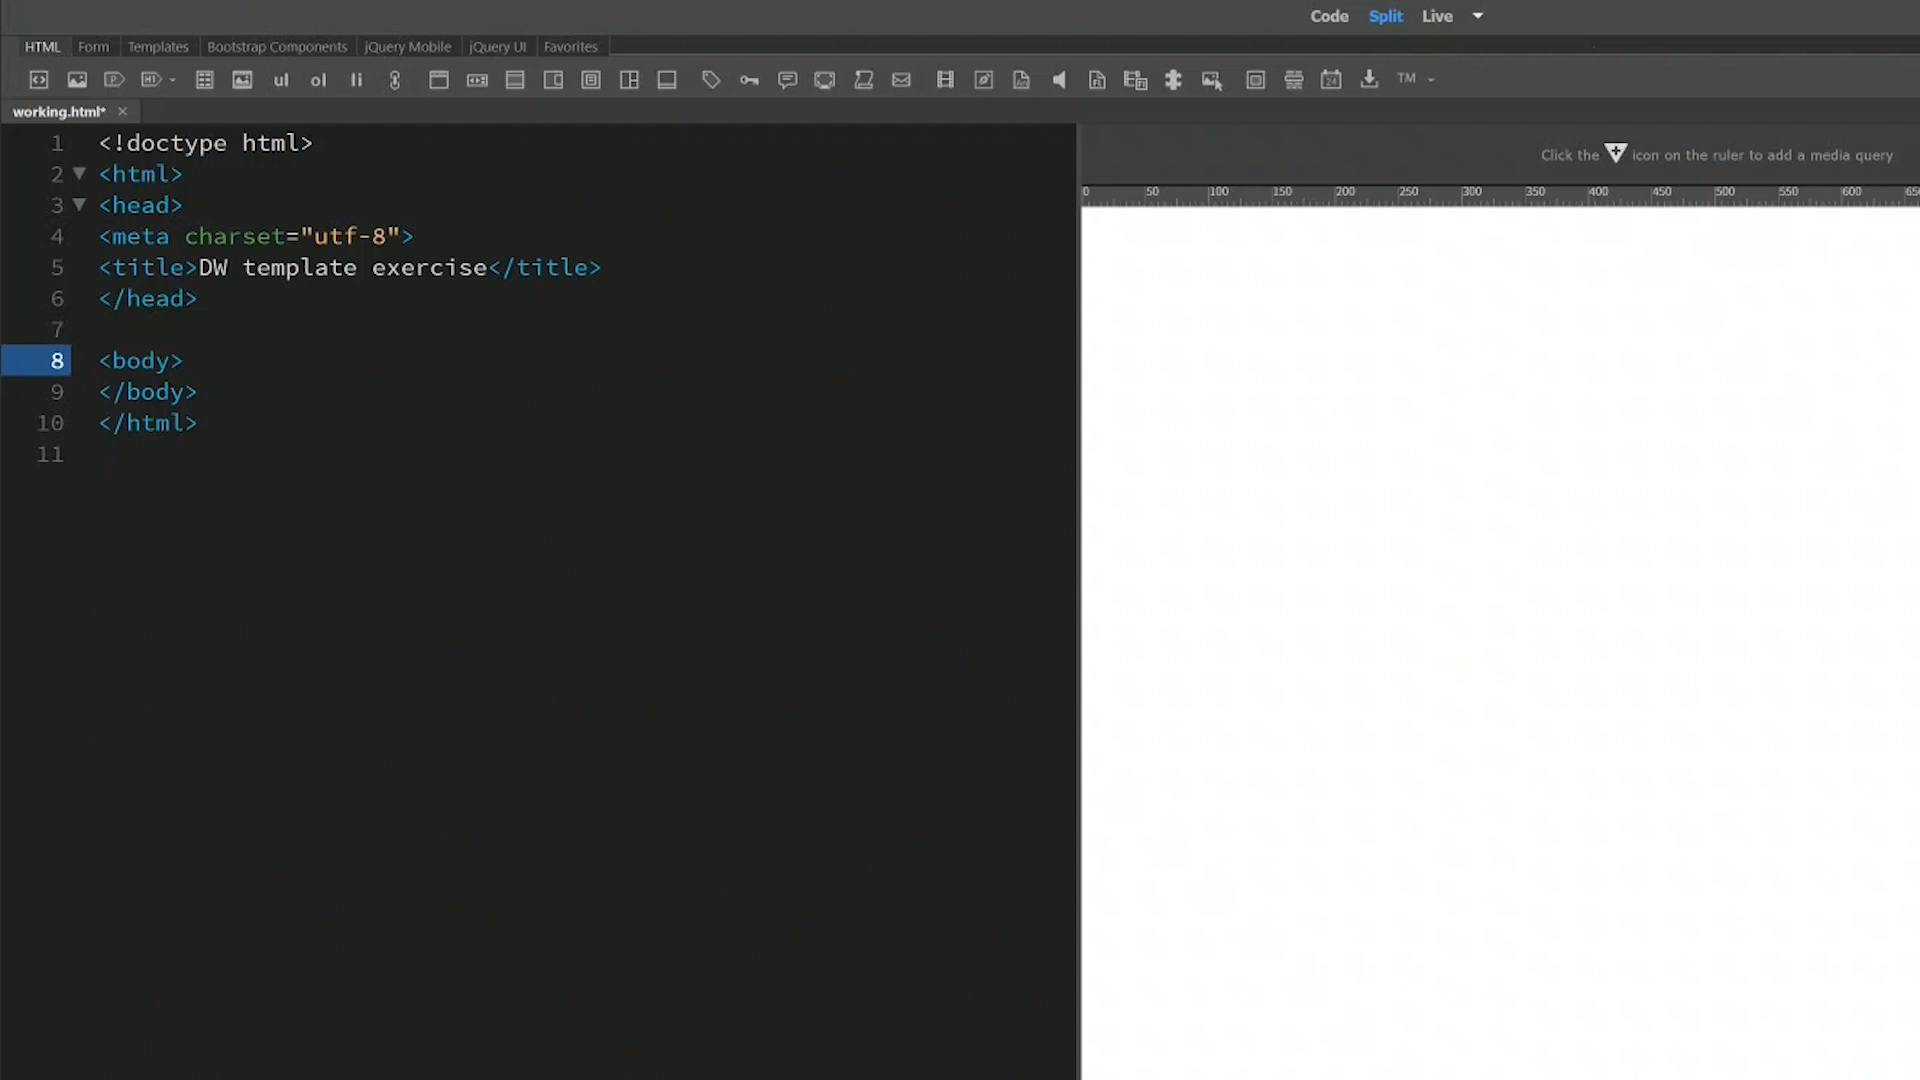 Code Split Live
HTML Form Templates Bootstrap Components jQuery Mobile jQuery UI Favorites
ul ol li TM
working.html*
Click the icon on the ruler to add a media query
0 50 100 150 200 250 300 350 400 450 500 550 600
1 <!doctype html>
2 <html>
3 <head>
4 <meta charset="utf-8">
5 <title>DW template exercise</title>
6 </head>
7
8 <body>
9 </body>
10 </html>
11